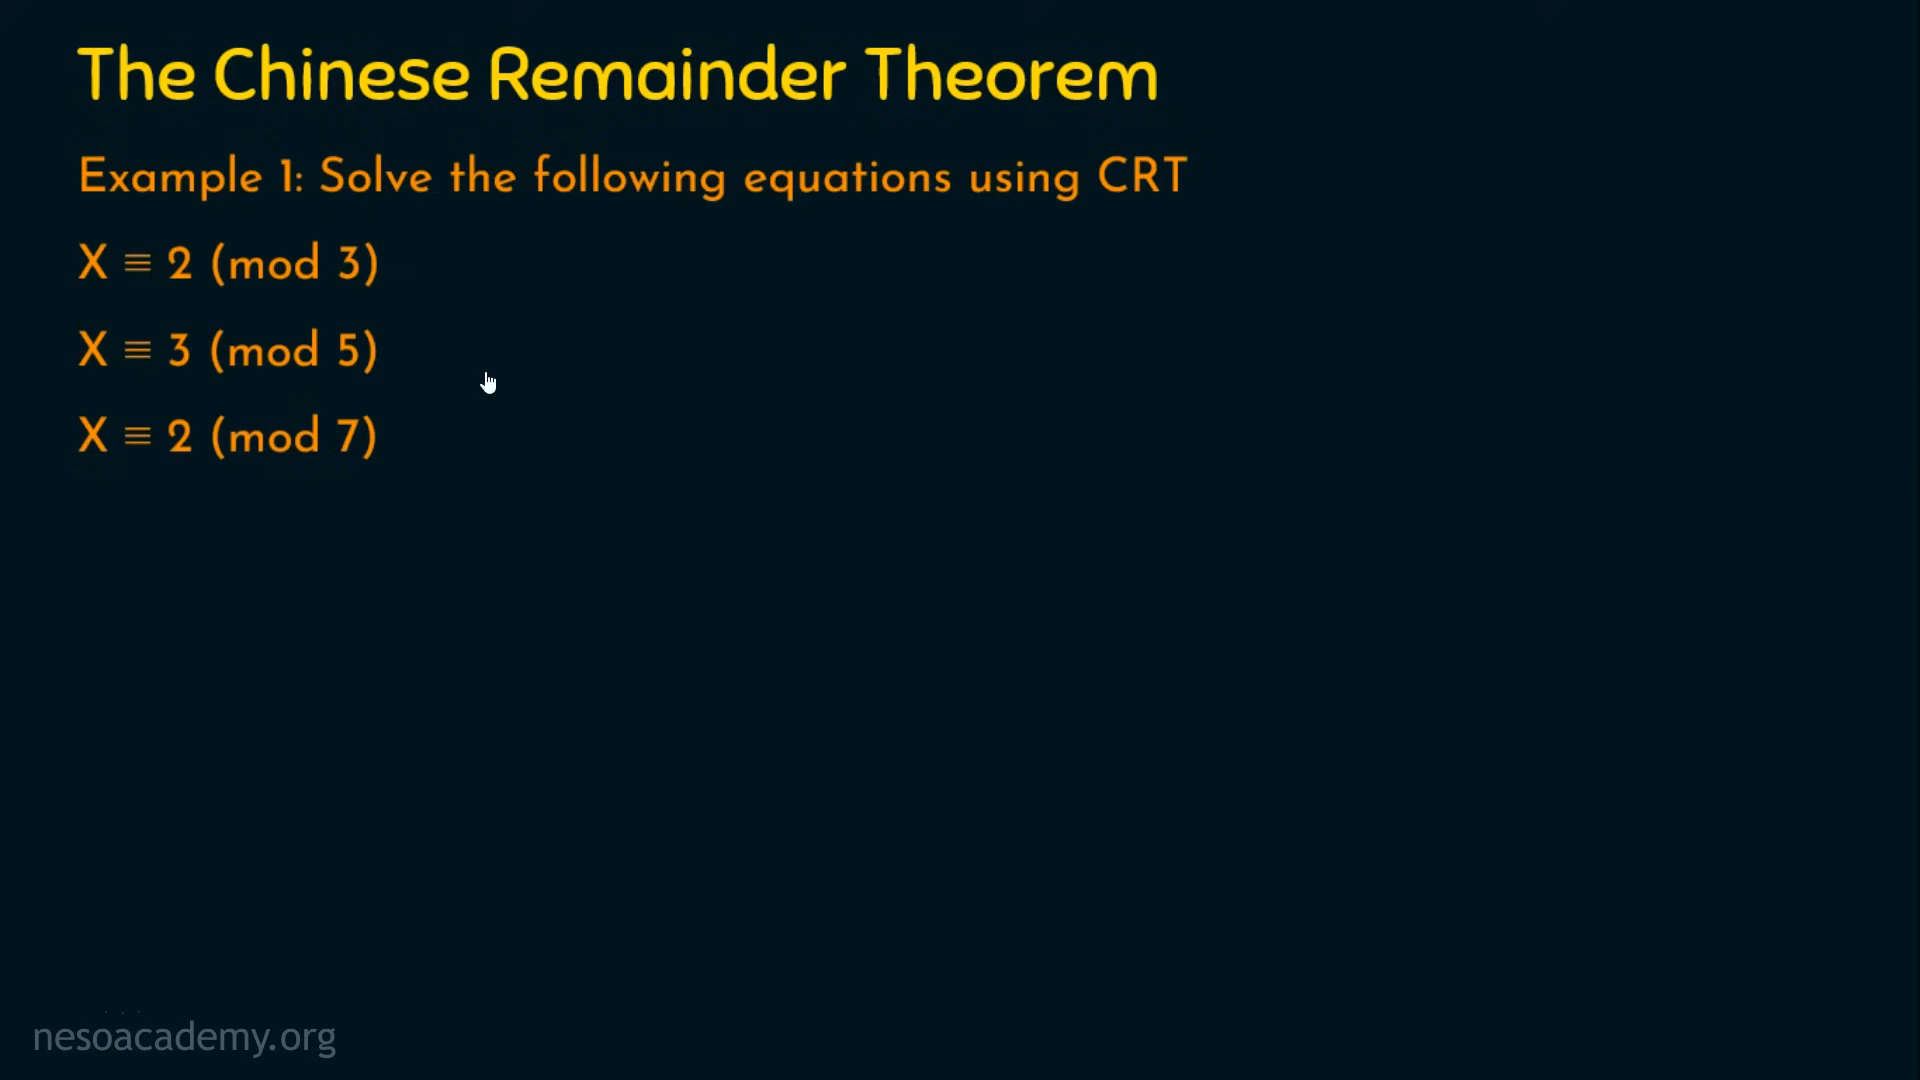 The Chinese Remainder Theorem
Example 1: Solve the following equations using CRT
X ≡ 2 (mod 3)
X ≡ 3 (mod 5)
X ≡ 2 (mod 7)
nesoacademy.org